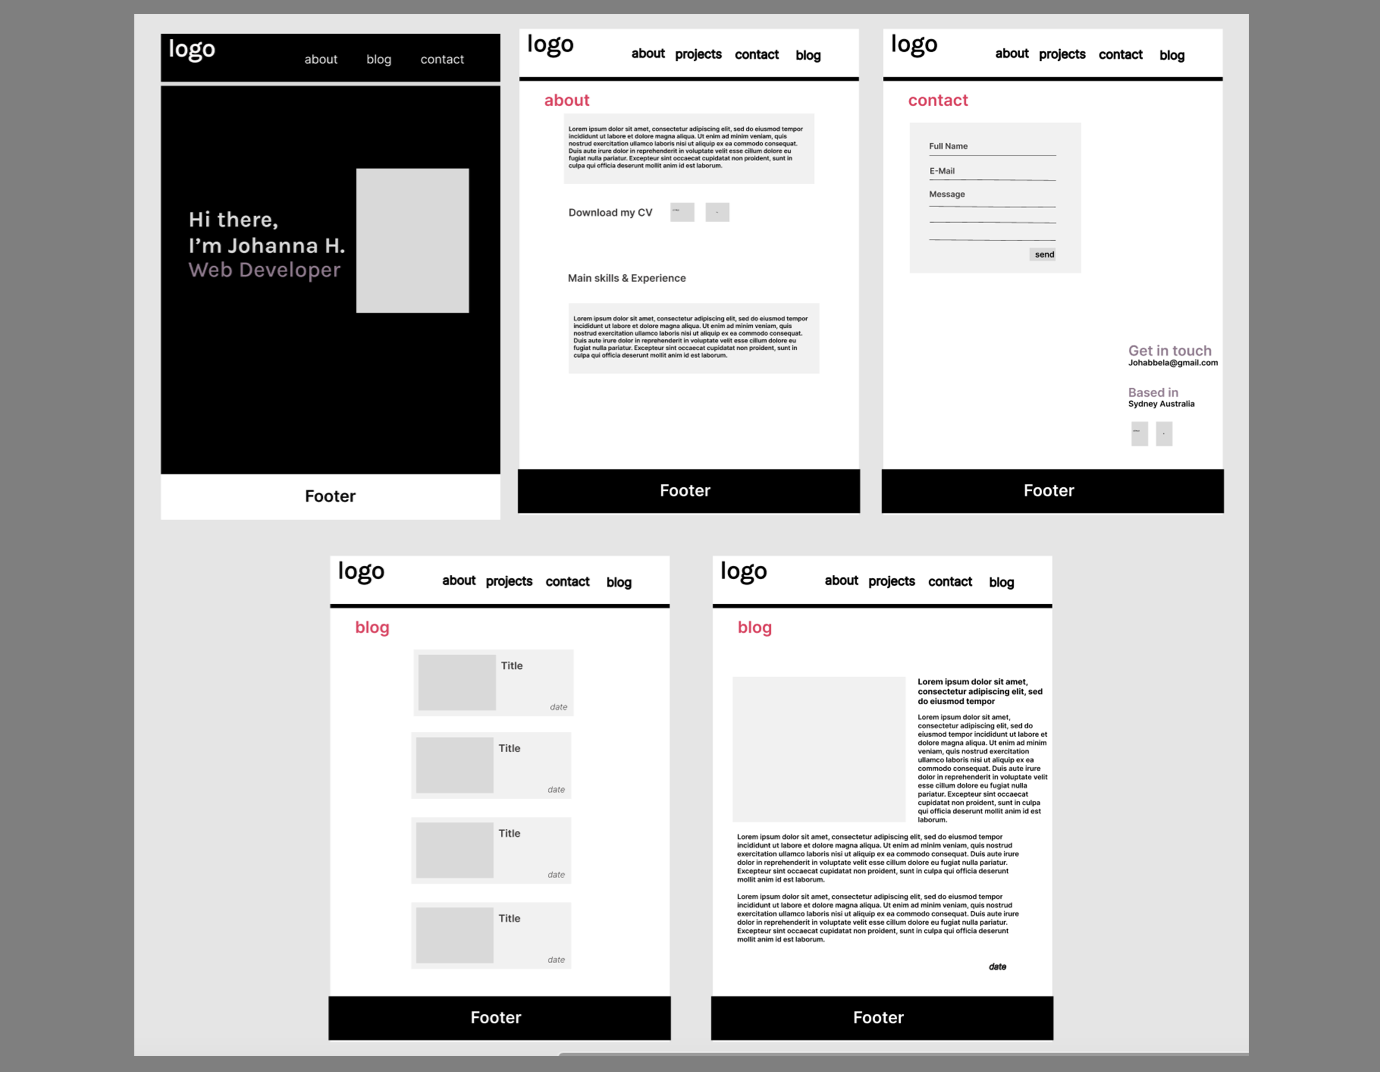 logo
about blog contact
Hi there,
I'm Johanna H.
Web Developer
Footer
logo
about projects contact blog
about
Lorem ipsum dolor sit amet, consectetur adipiscing elit, sed do eiusmod tempor
incididunt ut labore et dolore magna aliqua. Ut enim ad minim veniam, quis
nostrud exercitation ullamco laboris nisi ut aliquip ex ea commodo consequat.
Duis aute irure dolor in reprehenderit in voluptate velit esse cillum dolore eu
fugiat nulla pariatur. Excepteur sint occaecat cupidatat non proident, sunt in
culpa qui officia deserunt mollit anim id est laborum.
Download my CV
Main skills & Experience
Lorem ipsum dolor sit amet, consectetur adipiscing elit, sed do eiusmod tempor
incididunt ut labore et dolore magna aliqua. Ut enim ad minim veniam, quis
nostrud exercitation ullamco laboris nisi ut aliquip ex ea commodo consequat.
Duis aute irure dolor in reprehenderit in voluptate velit esse cillum dolore eu
fugiat nulla pariatur. Excepteur sint occaecat cupidatat non proident, sunt in
culpa qui officia deserunt mollit anim id est laborum.
Footer
logo
about projects contact blog
contact
Full Name
E-Mail
Message
send
Get in touch
Johabbela@gmail.com
Based in
Sydney Australia
Footer
logo
about projects contact blog
blog
Title
date
Title
date
Title
date
Title
date
Footer
logo
about projects contact blog
blog
Lorem ipsum dolor sit amet,
consectetur adipiscing elit, sed
do eiusmod tempor
Lorem ipsum dolor sit amet,
consectetur adipiscing elit, sed do
eiusmod tempor incididunt ut labore et
dolore magna aliqua. Ut enim ad minim
veniam, quis nostrud exercitation
ullamco laboris nisi ut aliquip ex ea
commodo consequat. Duis aute irure
dolor in reprehenderit in voluptate velit
esse cillum dolore eu fugiat nulla
pariatur. Excepteur sint occaecat
cupidatat non proident, sunt in culpa
qui officia deserunt mollit anim id est
laborum.
Lorem ipsum dolor sit amet, consectetur adipiscing elit, sed do eiusmod tempor
incididunt ut labore et dolore magna aliqua. Ut enim ad minim veniam, quis nostrud
exercitation ullamco laboris nisi ut aliquip ex ea commodo consequat. Duis aute irure
dolor in reprehenderit in voluptate velit esse cillum dolore eu fugiat nulla pariatur.
Excepteur sint occaecat cupidatat non proident, sunt in culpa qui officia deserunt
mollit anim id est laborum.
Lorem ipsum dolor sit amet, consectetur adipiscing elit, sed do eiusmod tempor
incididunt ut labore et dolore magna aliqua. Ut enim ad minim veniam, quis nostrud
exercitation ullamco laboris nisi ut aliquip ex ea commodo consequat. Duis aute irure
dolor in reprehenderit in voluptate velit esse cillum dolore eu fugiat nulla pariatur.
Excepteur sint occaecat cupidatat non proident, sunt in culpa qui officia deserunt
mollit anim id est laborum.
date
Footer